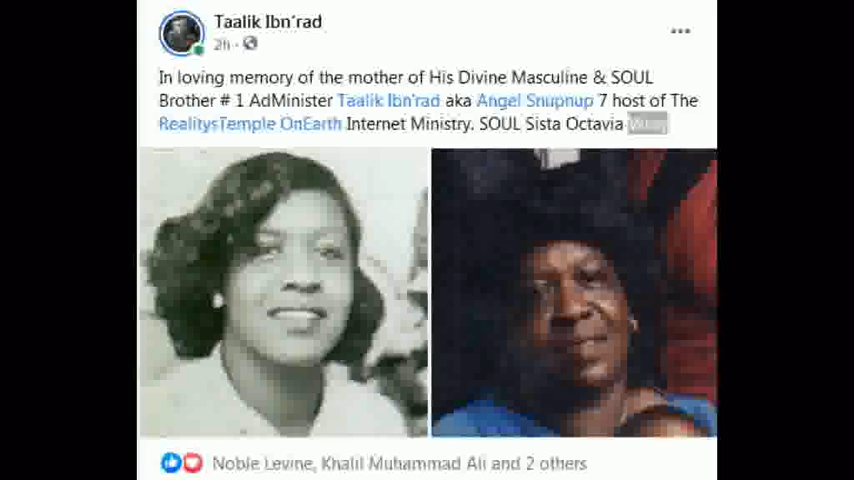 Taalik Ibn'rad
2h ·
In loving memory of the mother of His Divine Masculine & SOUL
Brother # 1 AdMinister Taalik Ibn'rad aka Angel Snupnup 7 host of The
RealitysTemple OnEarth Internet Ministry. SOUL Sista Octavia
Noble Levine, Khalil Muhammad Ali and 2 others